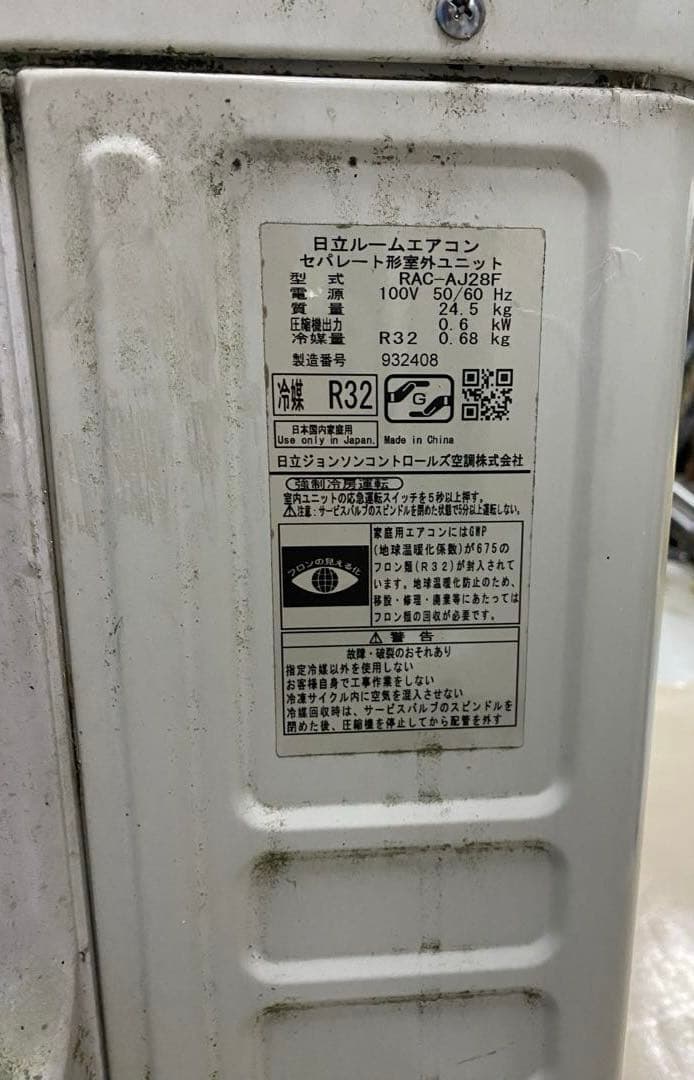 日立ルームエアコン
セパレート形室外ユニット
型式 RAC-AJ28F
電源 100V 50/60 Hz
質量 24.5 kg
圧縮機出力 0.6 kW
冷媒量 R32 0.68 kg
製造番号 932408
冷媒 R32
G
日本国内家庭用
Use only in Japan.
Made in China
日立ジョンソンコントロールズ空調株式会社
強制冷房運転
室内ユニットの応急運転スイッチを5秒以上押す。
⚠注意:サービスバルブのスピンドルを閉めた状態で5分以上運転しない。
フロンの見える化
家庭用エアコンにはGWP
(地球温暖化係数)が675の
フロン類(R32)が封入されて
います。地球温暖化防止のため、
移設・修理・廃棄等にあたっては
フロン類の回収が必要です。
⚠警告
故障・破裂のおそれあり
指定冷媒以外を使用しない
お客様自身で工事作業をしない
冷凍サイクル内に空気を混入させない
冷媒回収時は、サービスバルブのスピンドルを
閉めた後、圧縮機を停止してから配管を外す